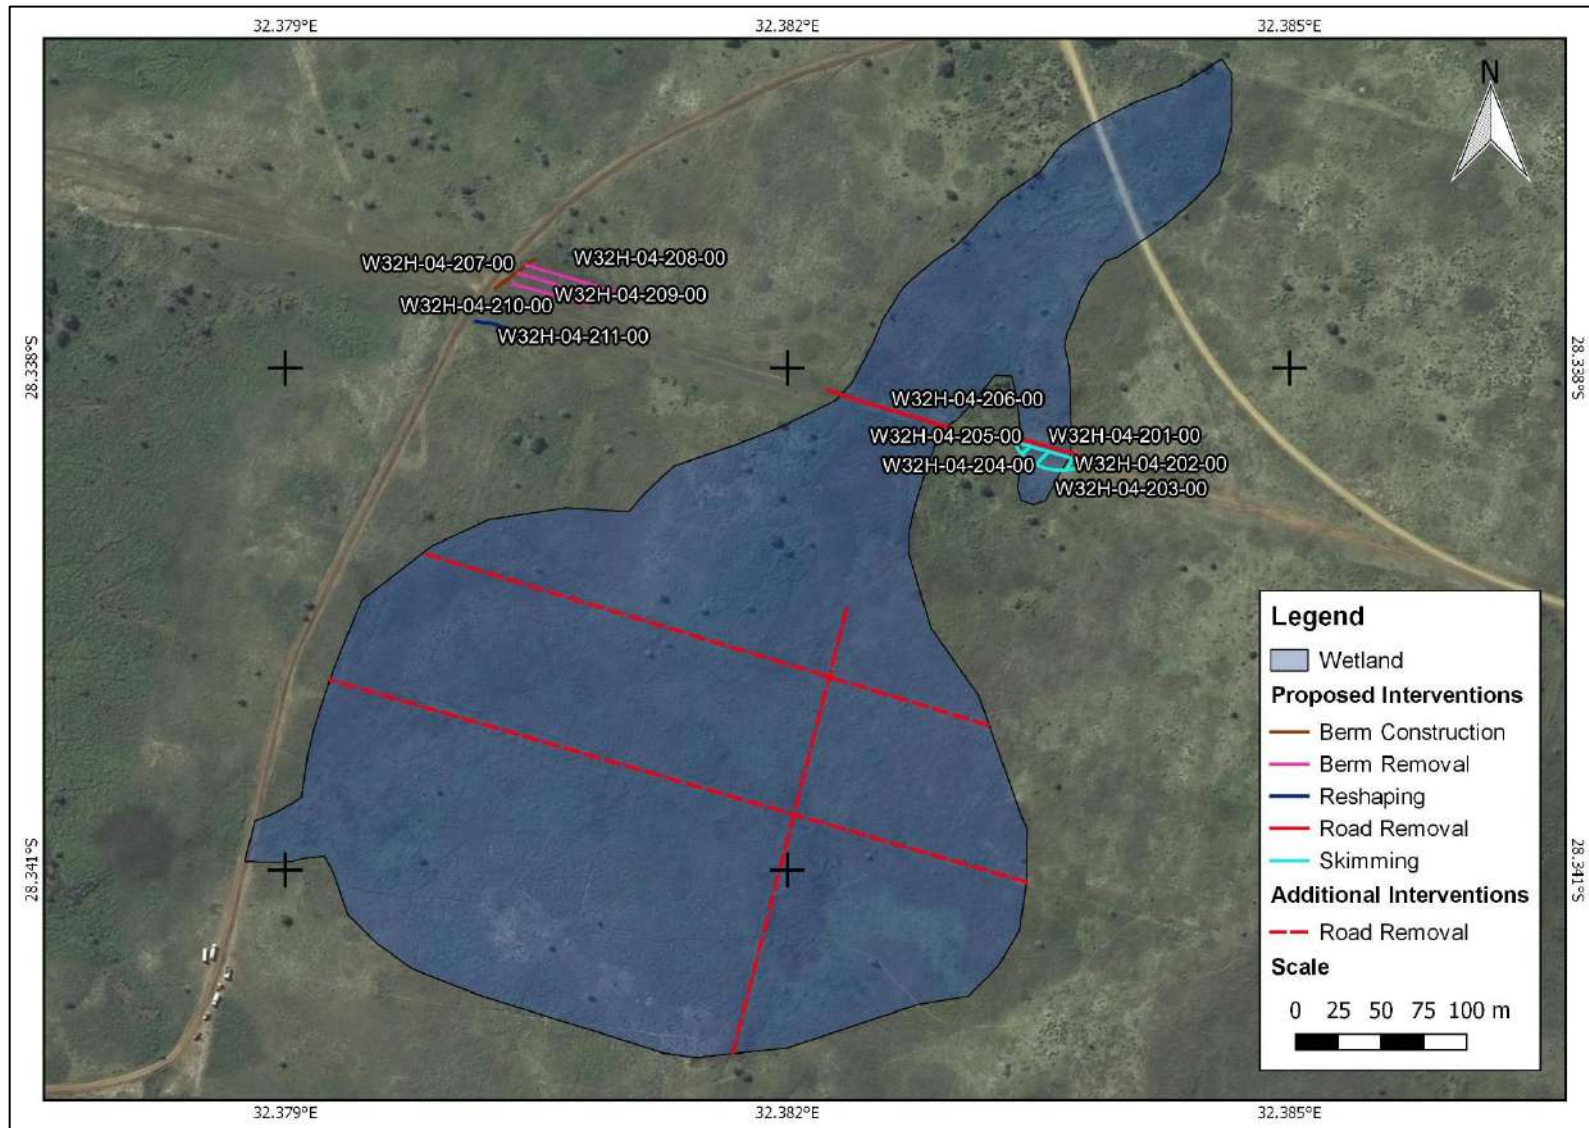 32.379°E 32.382°E 32.385°E
N
W32H-04-207-00 W32H-04-208-00
W32H-04-210-00 W32H-04-209-00
W32H-04-211-00
28.338°S 28.338°S
W32H-04-206-00
W32H-04-205-00 W32H-04-201-00
W32H-04-204-00 W32H-04-202-00
W32H-04-203-00
Legend
Wetland
Proposed Interventions
Berm Construction
Berm Removal
Reshaping
Road Removal
Skimming
Additional Interventions
Road Removal
Scale
0 25 50 75 100 m
28.341°S 28.341°S
32.379°E 32.382°E 32.385°E